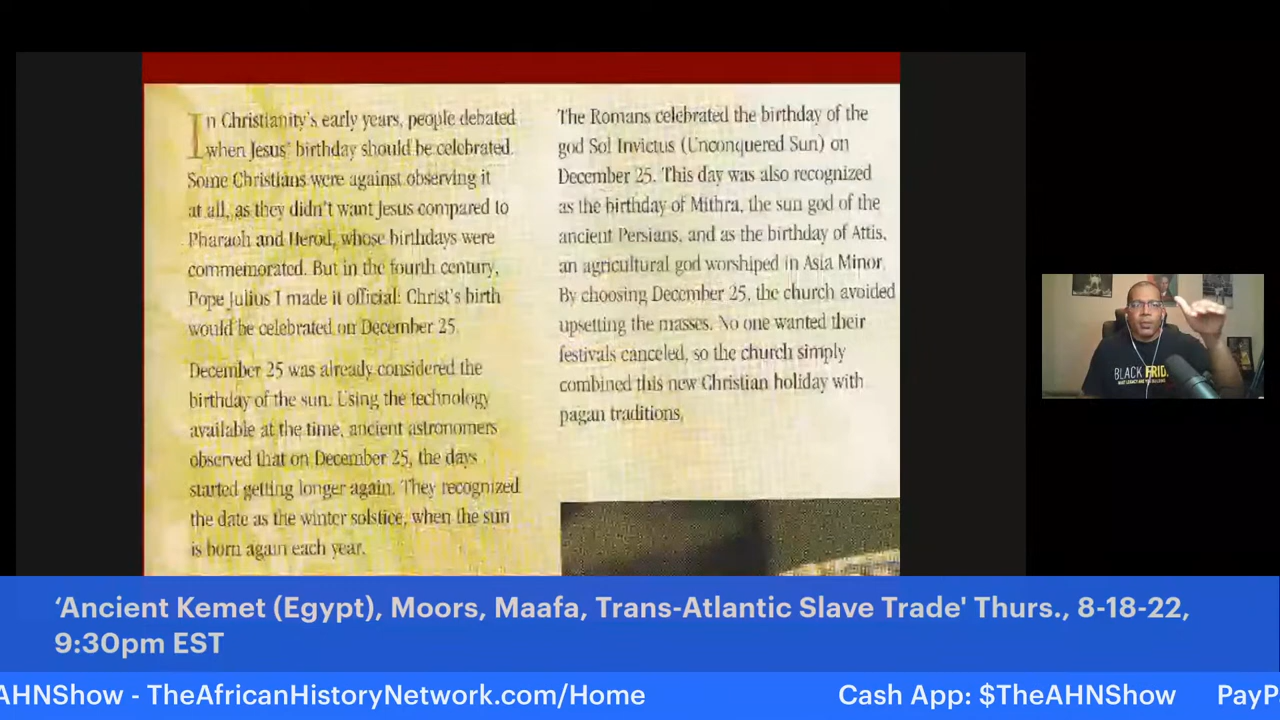 In Christianity's early years, people debated
when Jesus' birthday should be celebrated.
Some Christians were against observing it
at all, as they didn't want Jesus compared to
Pharaoh and Herod, whose birthdays were
commemorated. But in the fourth century,
Pope Julius I made it official: Christ's birth
would be celebrated on December 25.
December 25 was already considered the
birthday of the sun. Using the technology
available at the time, ancient astronomers
observed that on December 25, the days
started getting longer again. They recognized
the date as the winter solstice, when the sun
is born again each year.
The Romans celebrated the birthday of the
god Sol Invictus (Unconquered Sun) on
December 25. This day was also recognized
as the birthday of Mithra, the sun god of the
ancient Persians, and as the birthday of Attis,
an agricultural god worshiped in Asia Minor.
By choosing December 25, the church avoided
upsetting the masses. No one wanted their
festivals canceled, so the church simply
combined this new Christian holiday with
pagan traditions.
BLACK FRID
‘Ancient Kemet (Egypt), Moors, Maafa, Trans-Atlantic Slave Trade' Thurs., 8-18-22,
9:30pm EST
AHNShow - TheAfricanHistoryNetwork.com/Home Cash App: $TheAHNShow PayP